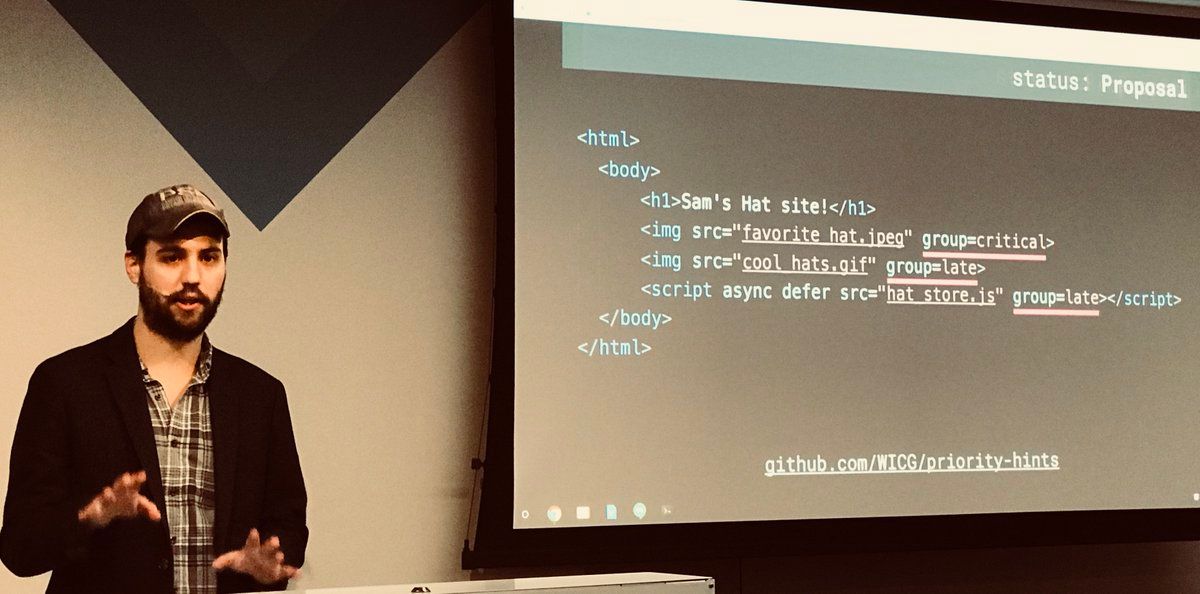 status: Proposal
<html>
<body>
<h1>Sam's Hat site!</h1>
<img src="favorite_hat.jpeg" group=critical>
<img src="cool_hats.gif" group=late>
<script async defer src="hat_store.js" group=late></script>
</body>
</html>
github.com/WICG/priority-hints